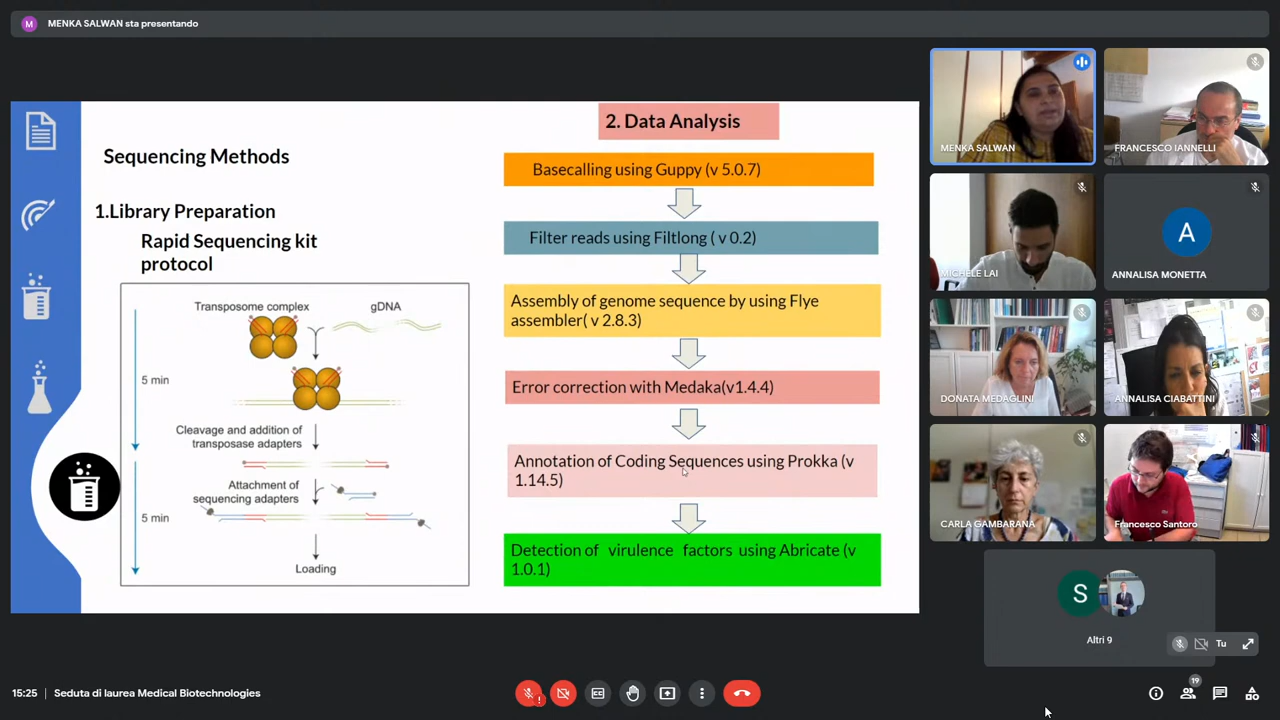 M MENKA SALWAN sta presentando
Sequencing Methods
1.Library Preparation
Rapid Sequencing kit
protocol
Transposome complex
gDNA
5 min
Cleavage and addition of
transposase adapters
Attachment of
sequencing adapters
5 min
Loading
2. Data Analysis
Basecalling using Guppy (v 5.0.7)
Filter reads using Filtlong ( v 0.2)
Assembly of genome sequence by using Flye
assembler( v 2.8.3)
Error correction with Medaka(v1.4.4)
Annotation of Coding Sequences using Prokka (v
1.14.5)
Detection of virulence factors using Abricate (v
1.0.1)
MENKA SALWAN
FRANCESCO IANNELLI
MICHELE LAI
A
ANNALISA MONETTA
DONATA MEDAGLINI
ANNALISA CIABATTINI
CARLA GAMBARANA
Francesco Santoro
S
Altri 9
Tu
15:25 Seduta di laurea Medical Biotechnologies
19